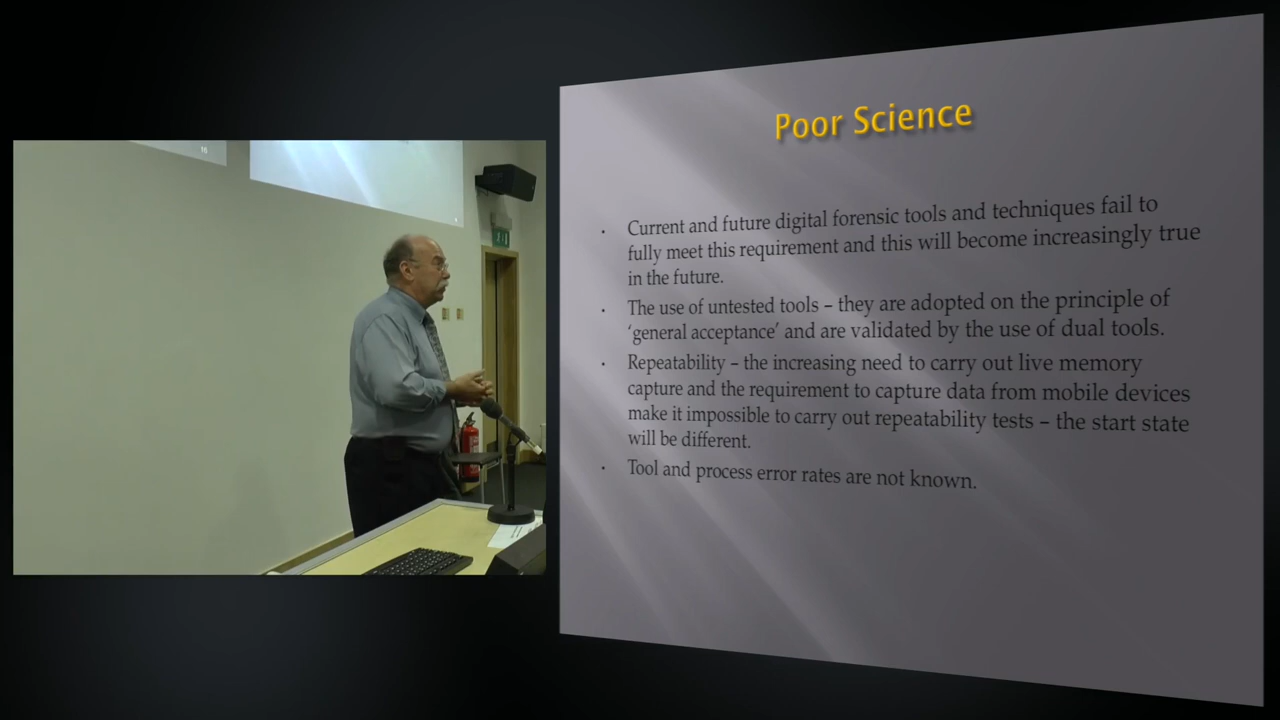 16
Poor Science
· Current and future digital forensic tools and techniques fail to
fully meet this requirement and this will become increasingly true
in the future.
· The use of untested tools – they are adopted on the principle of
‘general acceptance’ and are validated by the use of dual tools.
· Repeatability – the increasing need to carry out live memory
capture and the requirement to capture data from mobile devices
make it impossible to carry out repeatability tests – the start state
will be different.
· Tool and process error rates are not known.